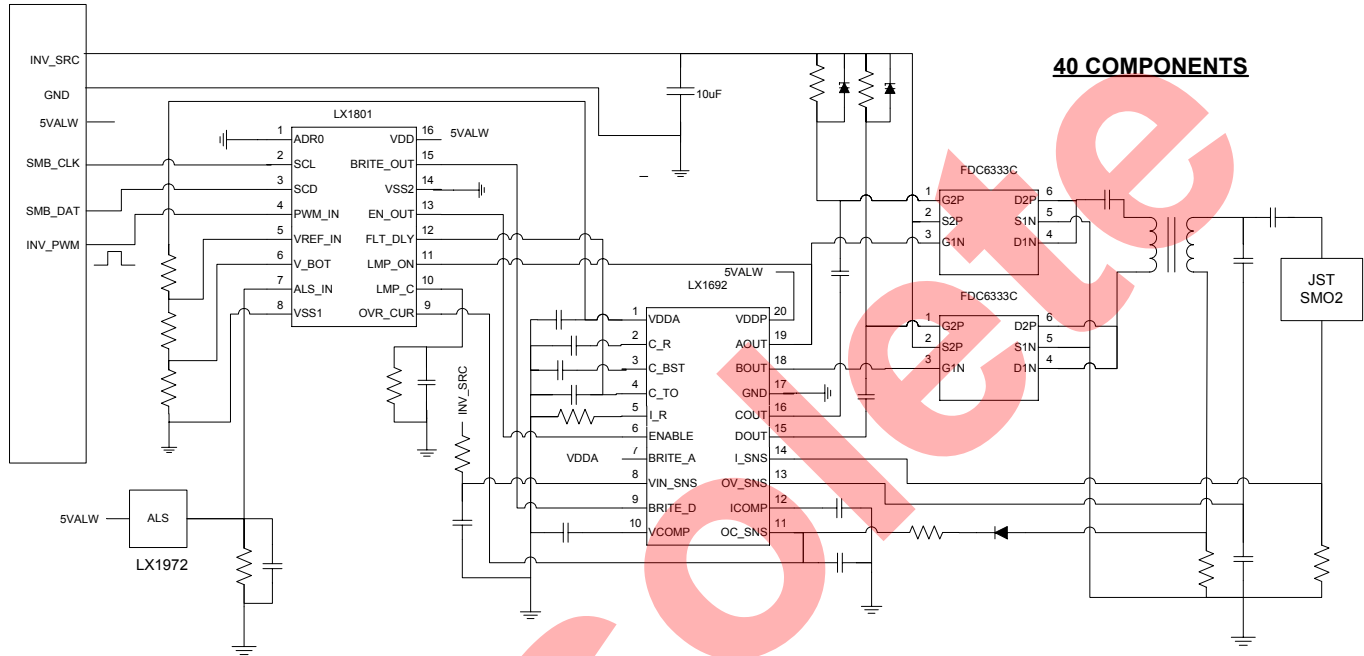 40 COMPONENTS
INV_SRC
GND
5VALW
SMB_CLK
SMB_DAT
INV_PWM
10uF
LX1801
1 ADR0 VDD 16 5VALW
2 SCL BRITE_OUT 15
3 SCD VSS2 14
4 PWM_IN EN_OUT 13
5 VREF_IN FLT_DLY 12
6 V_BOT LMP_ON 11
7 ALS_IN LMP_C 10
8 VSS1 OVR_CUR 9
FDC6333C
1 G2P D2P 6
2 S2P S1N 5
3 G1N D1N 4
FDC6333C
1 G2P D2P 6
2 S2P S1N 5
3 G1N D1N 4
JST
SMO2
5VALW
LX1692
1 VDDA VDDP 20
2 C_R AOUT 19
3 C_BST BOUT 18
4 C_TO GND 17
5 I_R COUT 16
6 ENABLE DOUT 15
VDDA 7 BRITE_A I_SNS 14
8 VIN_SNS OV_SNS 13
9 BRITE_D ICOMP 12
10 VCOMP OC_SNS 11
INV_SRC
5VALW ALS
LX1972
olete